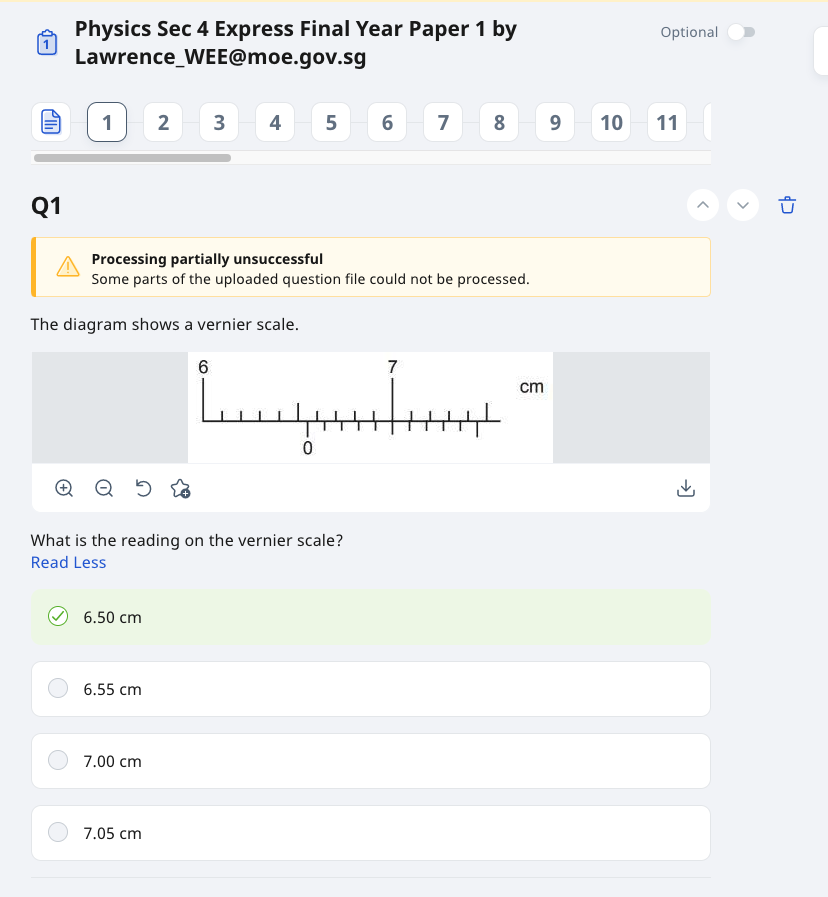 1
Physics Sec 4 Express Final Year Paper 1 by
Lawrence_WEE@moe.gov.sg
Optional
1 2 3 4 5 6 7 8 9 10 11
Q1
Processing partially unsuccessful
Some parts of the uploaded question file could not be processed.
The diagram shows a vernier scale.
6 7
cm
0
What is the reading on the vernier scale?
Read Less
6.50 cm
6.55 cm
7.00 cm
7.05 cm